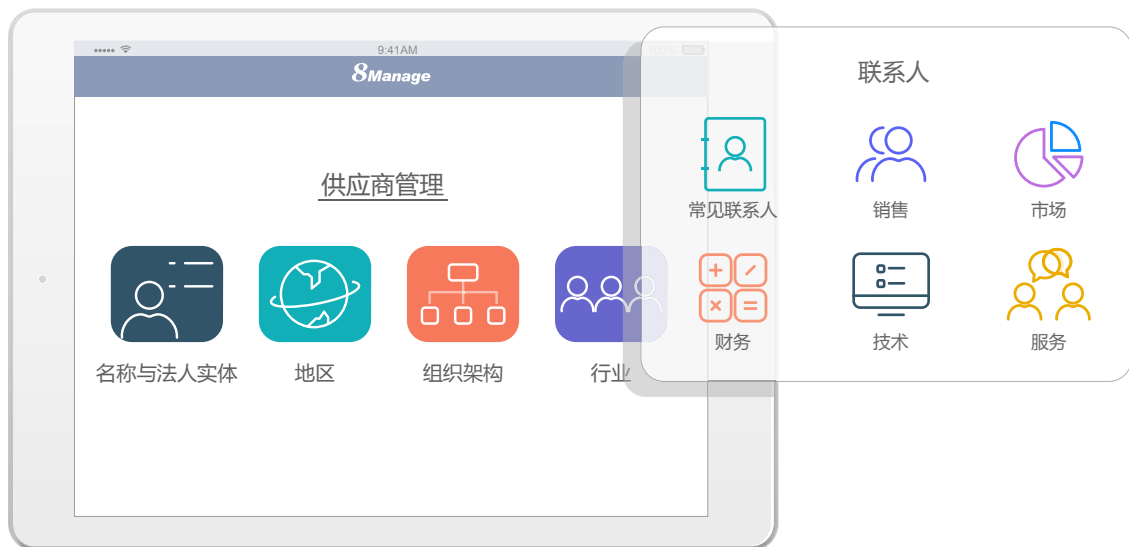 9:41AM
100%
8Manage
供应商管理
名称与法人实体
地区
组织架构
行业
联系人
常见联系人
销售
市场
财务
技术
服务